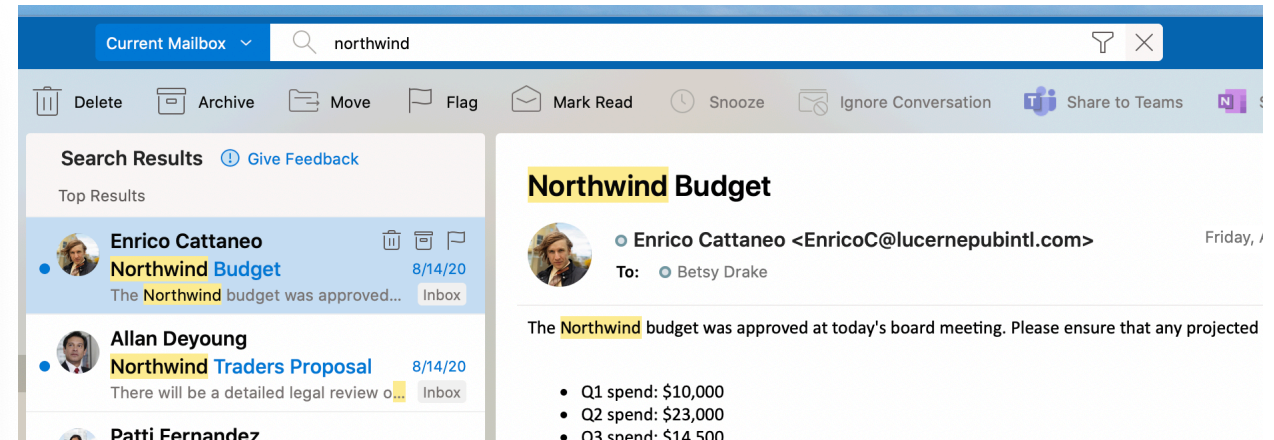 Current Mailbox
northwind
Delete
Archive
Move
Flag
Mark Read
Snooze
Ignore Conversation
Share to Teams
N
Search Results
Give Feedback
Top Results
Enrico Cattaneo
Northwind Budget 8/14/20
The Northwind budget was approved... Inbox
Allan Deyoung
Northwind Traders Proposal 8/14/20
There will be a detailed legal review o... Inbox
Patti Fernandez
Northwind Budget
Enrico Cattaneo <EnricoC@lucernepubintl.com>
Friday,
To: Betsy Drake
The Northwind budget was approved at today's board meeting. Please ensure that any projected
• Q1 spend: $10,000
• Q2 spend: $23,000
• Q3 spend: $14,500